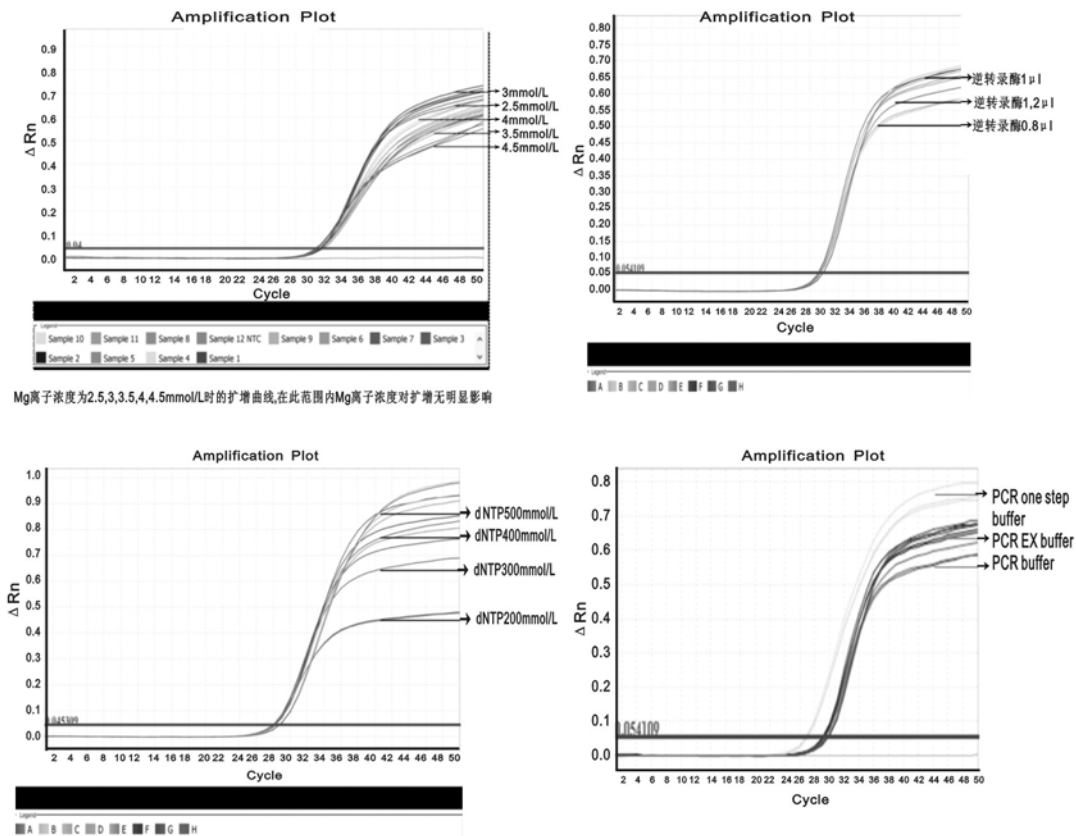 Amplification Plot
0.9
0.8
0.7
0.6
0.5
0.4
0.3
0.2
0.1
0.0
Δ Rn
0.04
3mmol/L
2.5mmol/L
4mmol/L
3.5mmol/L
4.5mmol/L
2 4 6 8 10 12 14 16 18 20 22 24 26 28 30 32 34 36 38 40 42 44 46 48 50
Cycle
Legend
Sample 10 Sample 11 Sample 8 Sample 12 NTC Sample 9 Sample 6 Sample 7 Sample 3
Sample 2 Sample 5 Sample 4 Sample 1
Mg离子浓度为2.5,3,3.5,4,4.5mmol/L时的扩增曲线,在此范围内Mg离子浓度对扩增无明显影响
Amplification Plot
0.80
0.75
0.70
0.65
0.60
0.55
0.50
0.45
0.40
0.35
0.30
0.25
0.20
0.15
0.10
0.05
0.00
Δ Rn
0.054109
逆转录酶1μl
逆转录酶1,2μl
逆转录酶0.8μl
2 4 6 8 10 12 14 16 18 20 22 24 26 28 30 32 34 36 38 40 42 44 46 48 50
Cycle
Legend
A B C D E F G H
Amplification Plot
1.0
0.9
0.8
0.7
0.6
0.5
0.4
0.3
0.2
0.1
0.0
Δ Rn
0.045309
dNTP500mmol/L
dNTP400mmol/L
dNTP300mmol/L
dNTP200mmol/L
2 4 6 8 10 12 14 16 18 20 22 24 26 28 30 32 34 36 38 40 42 44 46 48 50
Cycle
Legend
A B C D E F G H
Amplification Plot
0.8
0.7
0.6
0.5
0.4
0.3
0.2
0.1
0.0
Δ Rn
0.054109
PCR one step
buffer
PCR EX buffer
PCR buffer
2 4 6 8 10 12 14 16 18 20 22 24 26 28 30 32 34 36 38 40 42 44 46 48 50
Cycle